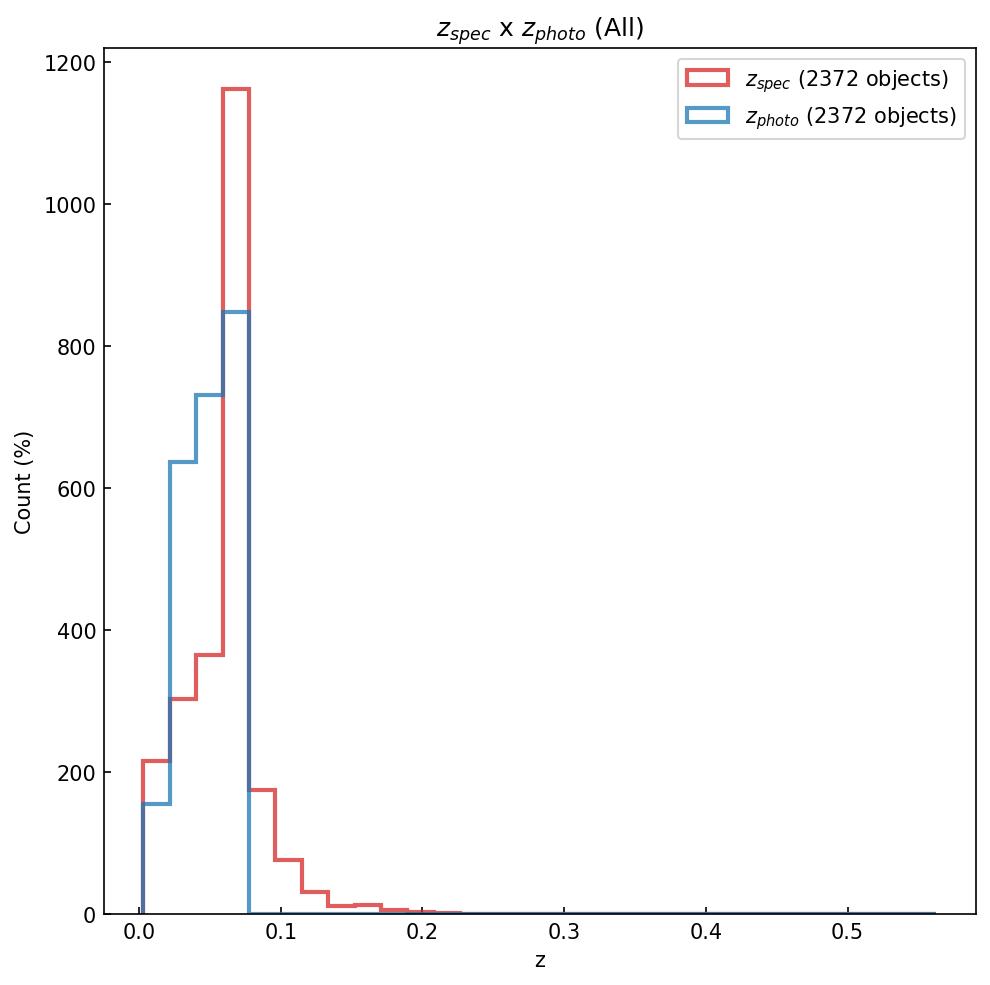 z_spec x z_photo (All)
z_spec (2372 objects)
z_photo (2372 objects)
1200
1000
800
600
400
200
0
Count (%)
0.0 0.1 0.2 0.3 0.4 0.5
z